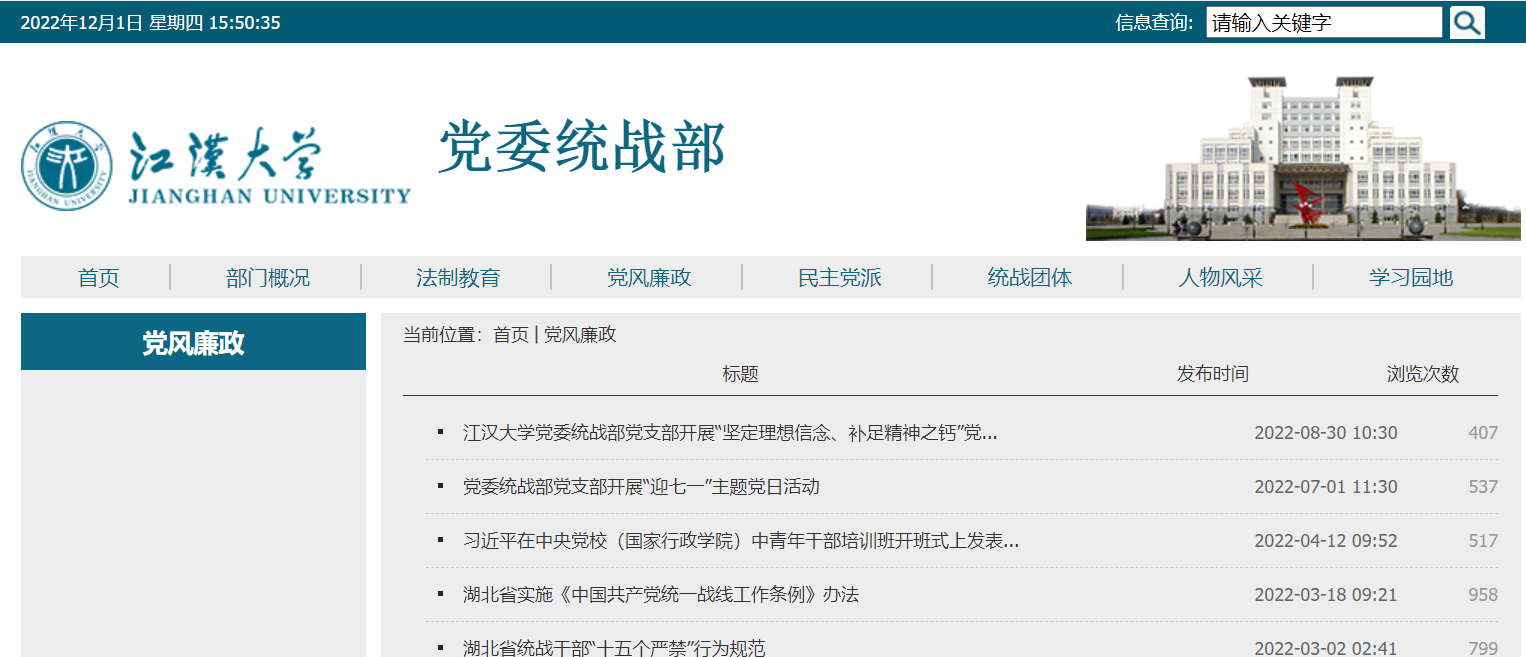 2022年12月1日 星期四 15:50:35 信息查询: 请输入关键字
江漢大学 党委统战部
JIANGHAN UNIVERSITY
首页 部门概况 法制教育 党风廉政 民主党派 统战团体 人物风采 学习园地
党风廉政
当前位置：首页 | 党风廉政
标题 发布时间 浏览次数
江汉大学党委统战部党支部开展“坚定理想信念、补足精神之钙”党... 2022-08-30 10:30 407
党委统战部党支部开展“迎七一”主题党日活动 2022-07-01 11:30 537
习近平在中央党校（国家行政学院）中青年干部培训班开班式上发表... 2022-04-12 09:52 517
湖北省实施《中国共产党统一战线工作条例》办法 2022-03-18 09:21 958
湖北省统战干部“十五个严禁”行为规范 2022-03-02 02:41 799